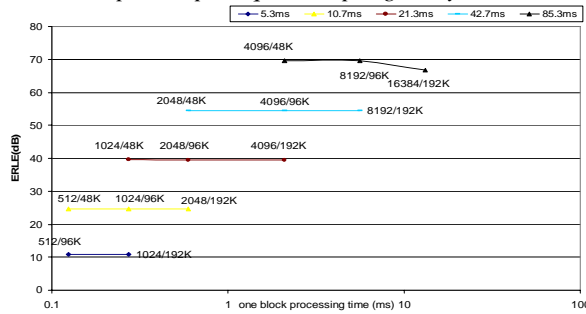 5.3ms 10.7ms 21.3ms 42.7ms 85.3ms
80
70
60
50
40
30
20
10
0
ERLE(dB)
4096/48K
8192/96K
16384/192K
2048/48K 4096/96K
8192/192K
1024/48K 2048/96K 4096/192K
512/48K 1024/96K 2048/192K
512/96K
1024/192K
0.1 1 10 100
one block processing time (ms)